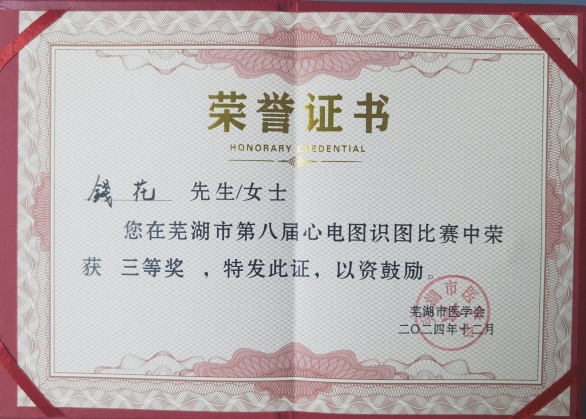 荣誉证书
HONORARY CREDENTIAL
錢花 先生/女士
您在芜湖市第八届心电图识图比赛中荣
获 三等奖 ，特发此证，以资鼓励。
芜湖市医学会
二〇二四年十二月